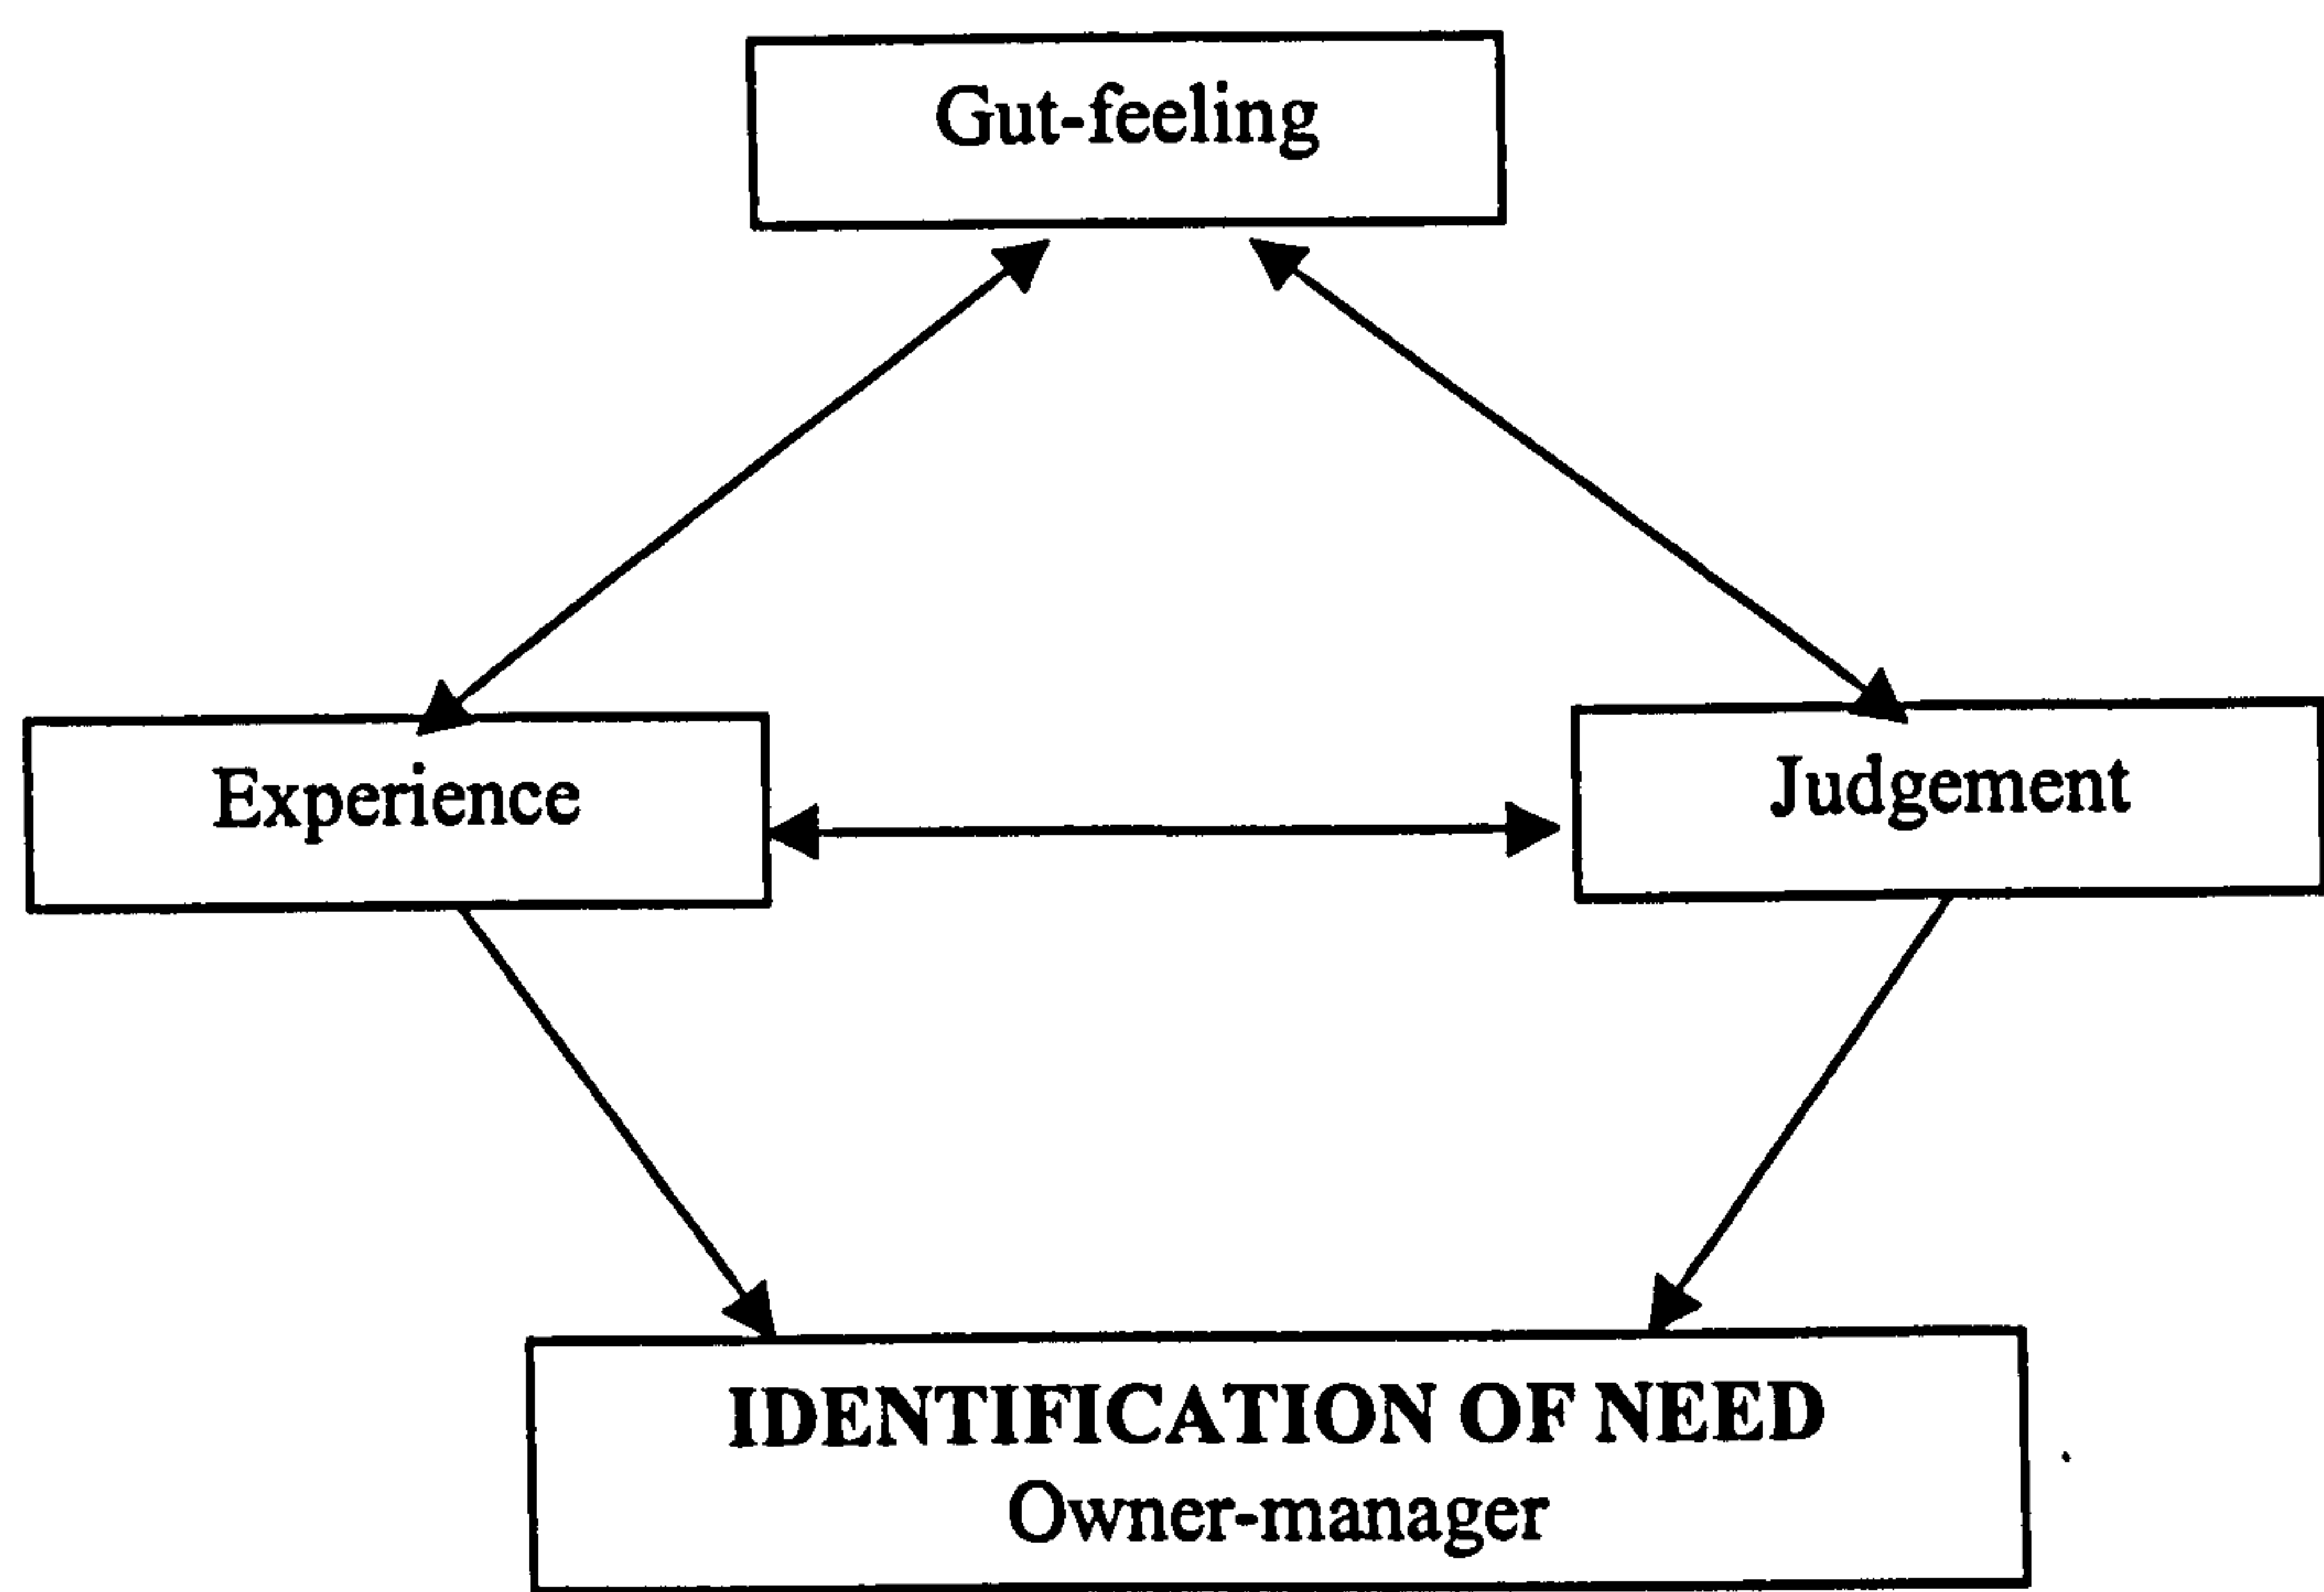 Gut-feeling
Experience
Judgement
IDENTIFICATION OF NEED
Owner-manager